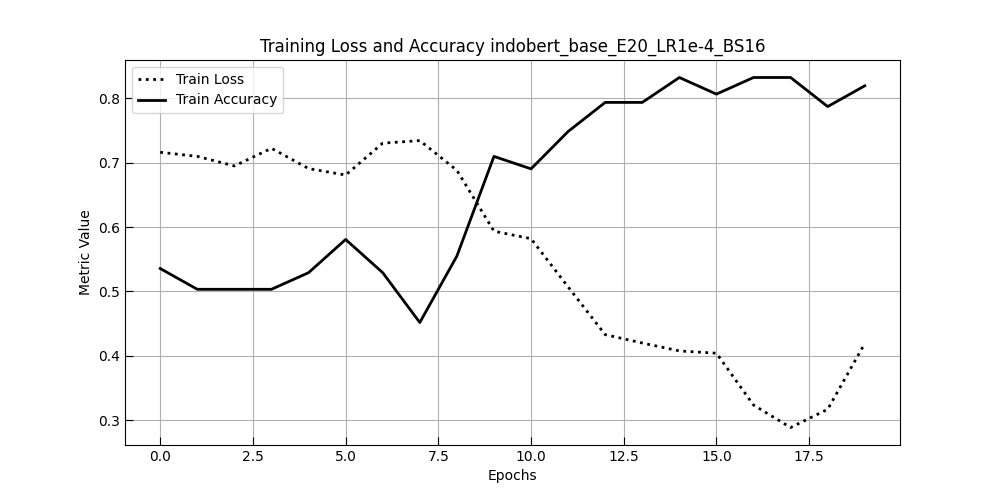 Training Loss and Accuracy indobert_base_E20_LR1e-4_BS16
Train Loss
Train Accuracy
Metric Value
0.8
0.7
0.6
0.5
0.4
0.3
0.0 2.5 5.0 7.5 10.0 12.5 15.0 17.5
Epochs